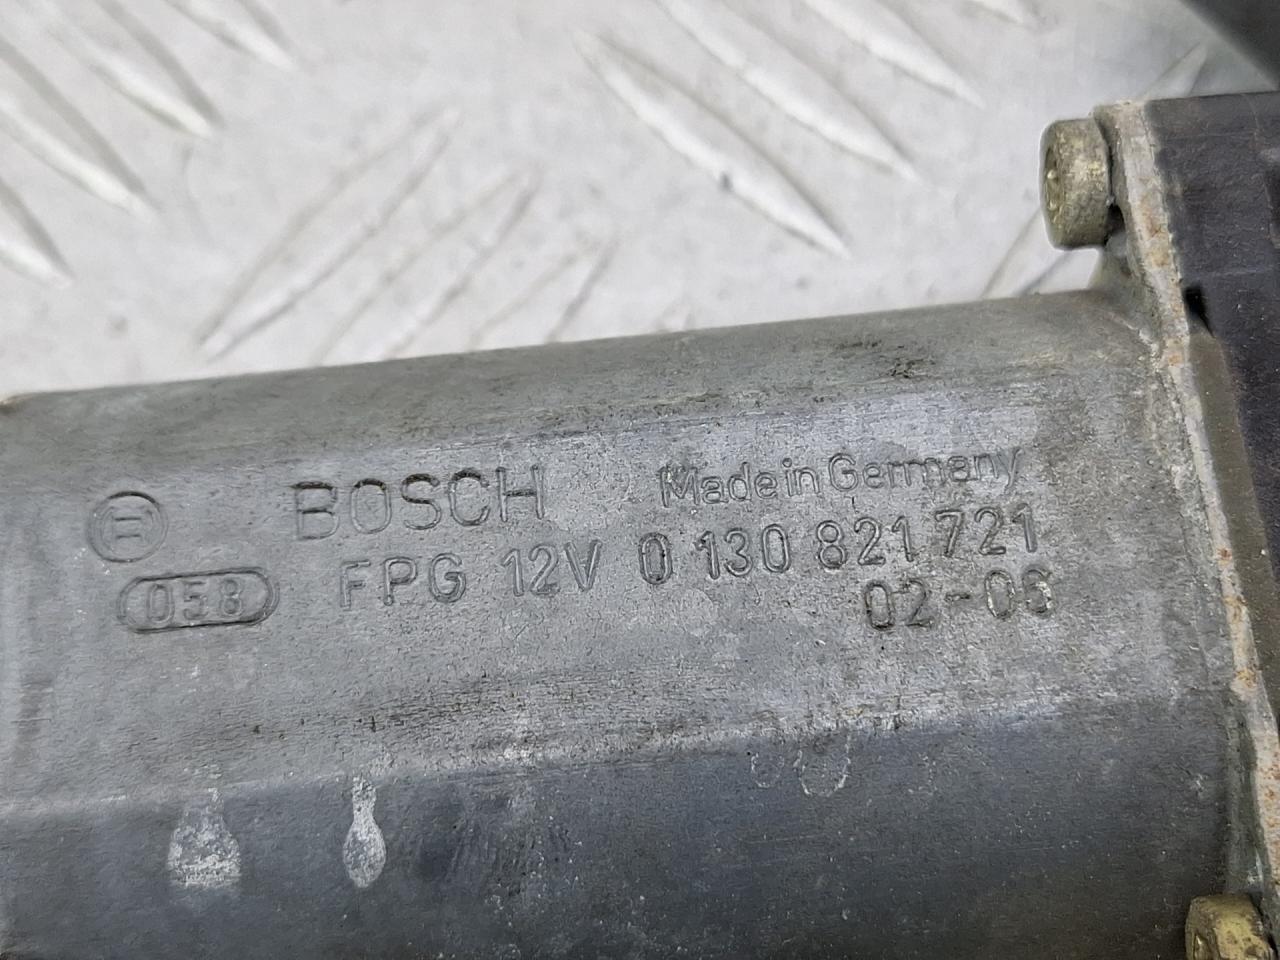 BOSCH Made in Germany
058 FPG 12V 0 130 821 721
02-06